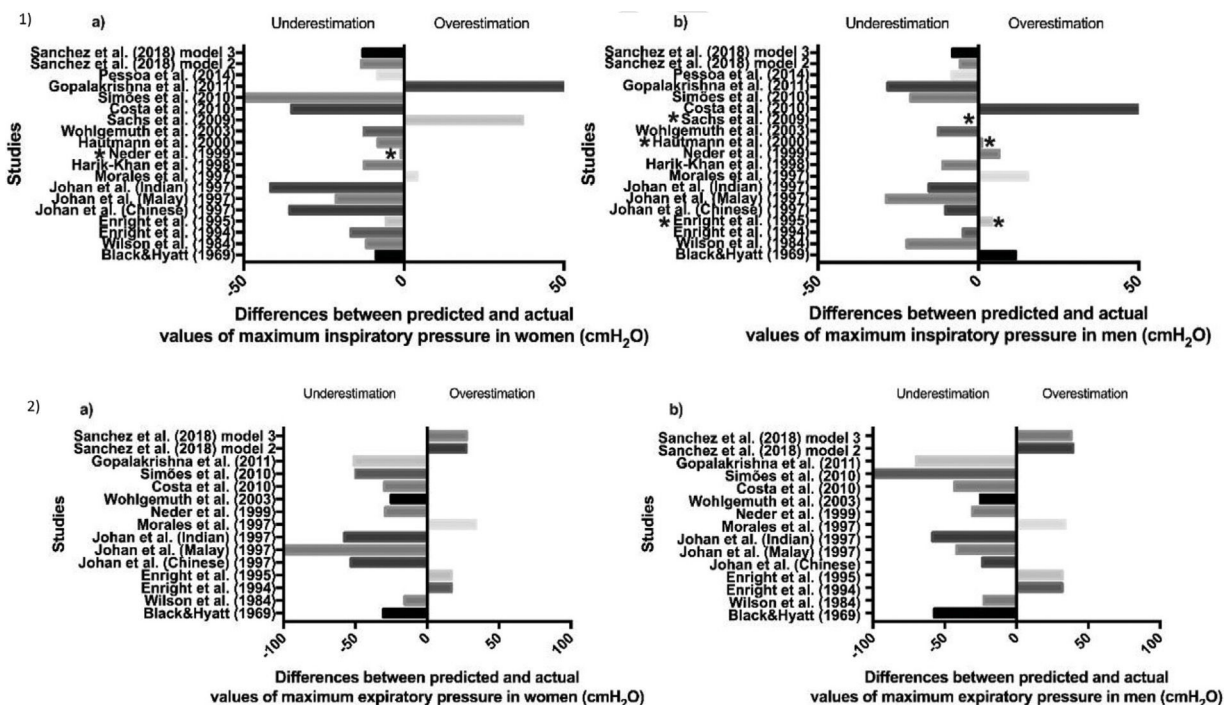 1)
a)
Underestimation
Overestimation
Studies
Sanchez et al. (2018) model 3
Sanchez et al. (2018) model 2
Pessoa et al. (2014)
Gopalakrishna et al. (2011)
Simões et al. (2010)
Costa et al. (2010)
Sachs et al. (2009)
Wohlgemuth et al. (2003)
Hautmann et al. (2000)
* Neder et al. (1999) *
Harik-Khan et al. (1998)
Morales et al. (1997)
Johan et al. (Indian) (1997)
Johan et al. (Malay) (1997)
Johan et al. (Chinese) (1997)
Enright et al. (1995)
Enright et al. (1994)
Wilson et al. (1984)
Black&Hyatt (1969)
-50 0 50
Differences between predicted and actual
values of maximum inspiratory pressure in women (cmH₂O)
b)
Underestimation
Overestimation
Studies
Sanchez et al. (2018) model 3
Sanchez et al. (2018) model 2
Pessoa et al. (2014)
Gopalakrishna et al. (2011)
Simões et al. (2010)
Costa et al. (2010)
* Sachs et al. (2009) *
Wohlgemuth et al. (2003)
* Hautmann et al. (2000) *
Neder et al. (1999)
Harik-Khan et al. (1998)
Morales et al. (1997)
Johan et al. (Indian) (1997)
Johan et al. (Malay) (1997)
Johan et al. (Chinese) (1997)
* Enright et al. (1995) *
Enright et al. (1994)
Wilson et al. (1984)
Black&Hyatt (1969)
-50 0 50
Differences between predicted and actual
values of maximum inspiratory pressure in men (cmH₂O)
2)
a)
Underestimation
Overestimation
Studies
Sanchez et al. (2018) model 3
Sanchez et al. (2018) model 2
Gopalakrishna et al. (2011)
Simões et al. (2010)
Costa et al. (2010)
Wohlgemuth et al. (2003)
Neder et al. (1999)
Morales et al. (1997)
Johan et al. (Indian) (1997)
Johan et al. (Malay) (1997)
Johan et al. (Chinese) (1997)
Enright et al. (1995)
Enright et al. (1994)
Wilson et al. (1984)
Black&Hyatt (1969)
-100 -50 0 50 100
Differences between predicted and actual
values of maximum expiratory pressure in women (cmH₂O)
b)
Underestimation
Overestimation
Studies
Sanchez et al. (2018) model 3
Sanchez et al. (2018) model 2
Gopalakrishna et al. (2011)
Simões et al. (2010)
Costa et al. (2010)
Wohlgemuth et al. (2003)
Neder et al. (1999)
Morales et al. (1997)
Johan et al. (Indian) (1997)
Johan et al. (Malay) (1997)
Johan et al. (Chinese)
Enright et al. (1995)
Enright et al. (1994)
Wilson et al. (1984)
Black&Hyatt (1969)
-100 -50 0 50 100
Differences between predicted and actual
values of maximum expiratory pressure in men (cmH₂O)